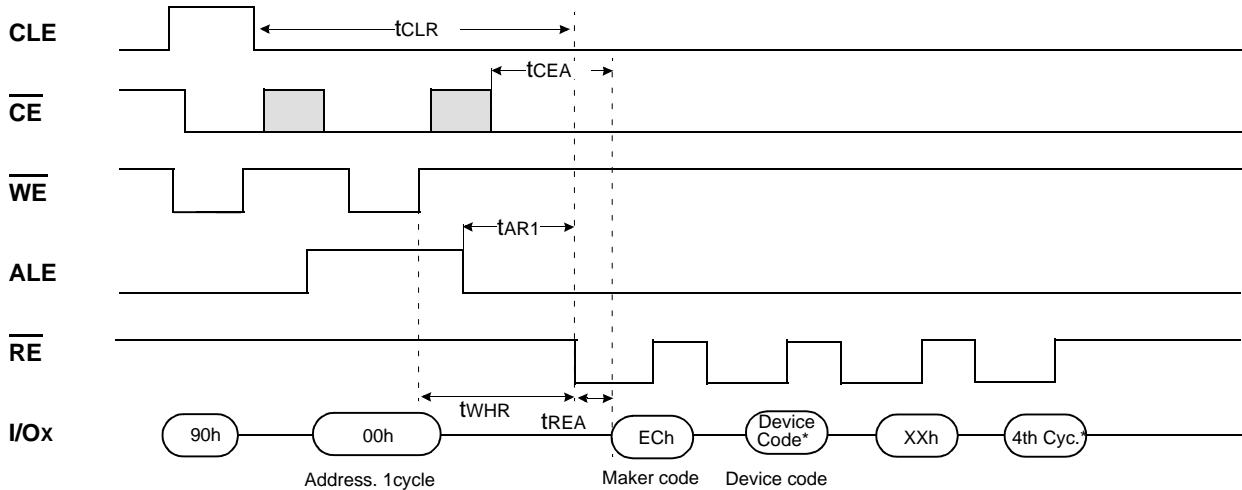 CLE
tCLR
tCEA
CE
WE
tAR1
ALE
RE
tWHR
tREA
I/Ox
90h
00h
ECh
Device
Code*
XXh
4th Cyc.*
Address. 1cycle
Maker code
Device code